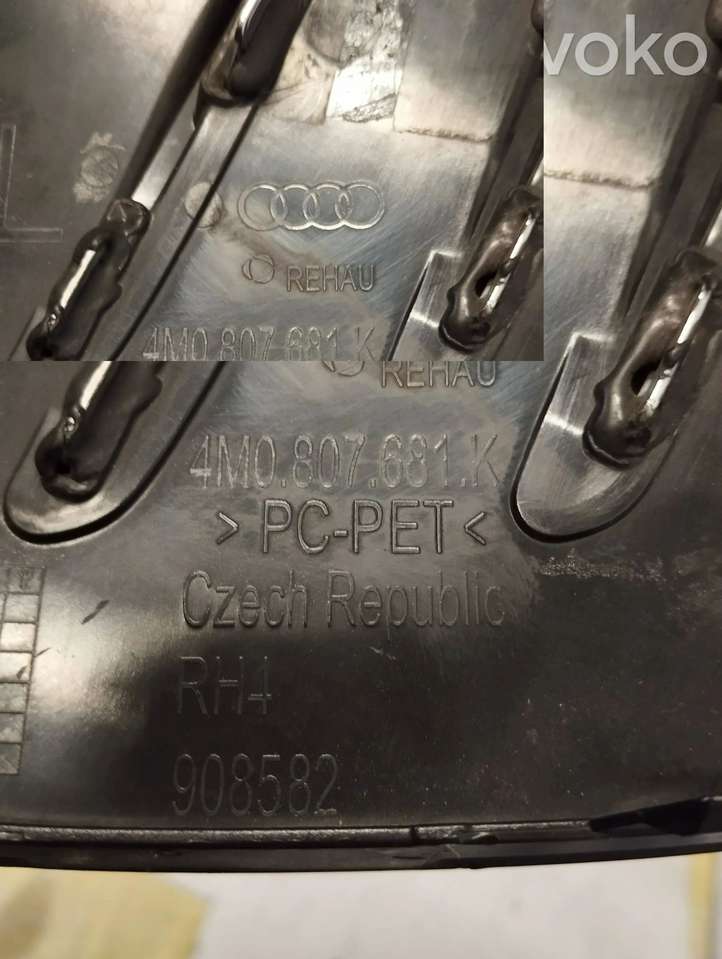 voko
REHAU
4M0.807.681.K
REHAU
4M0.807.681.K
>PC-PET<
Czech Republic
RH4
908582